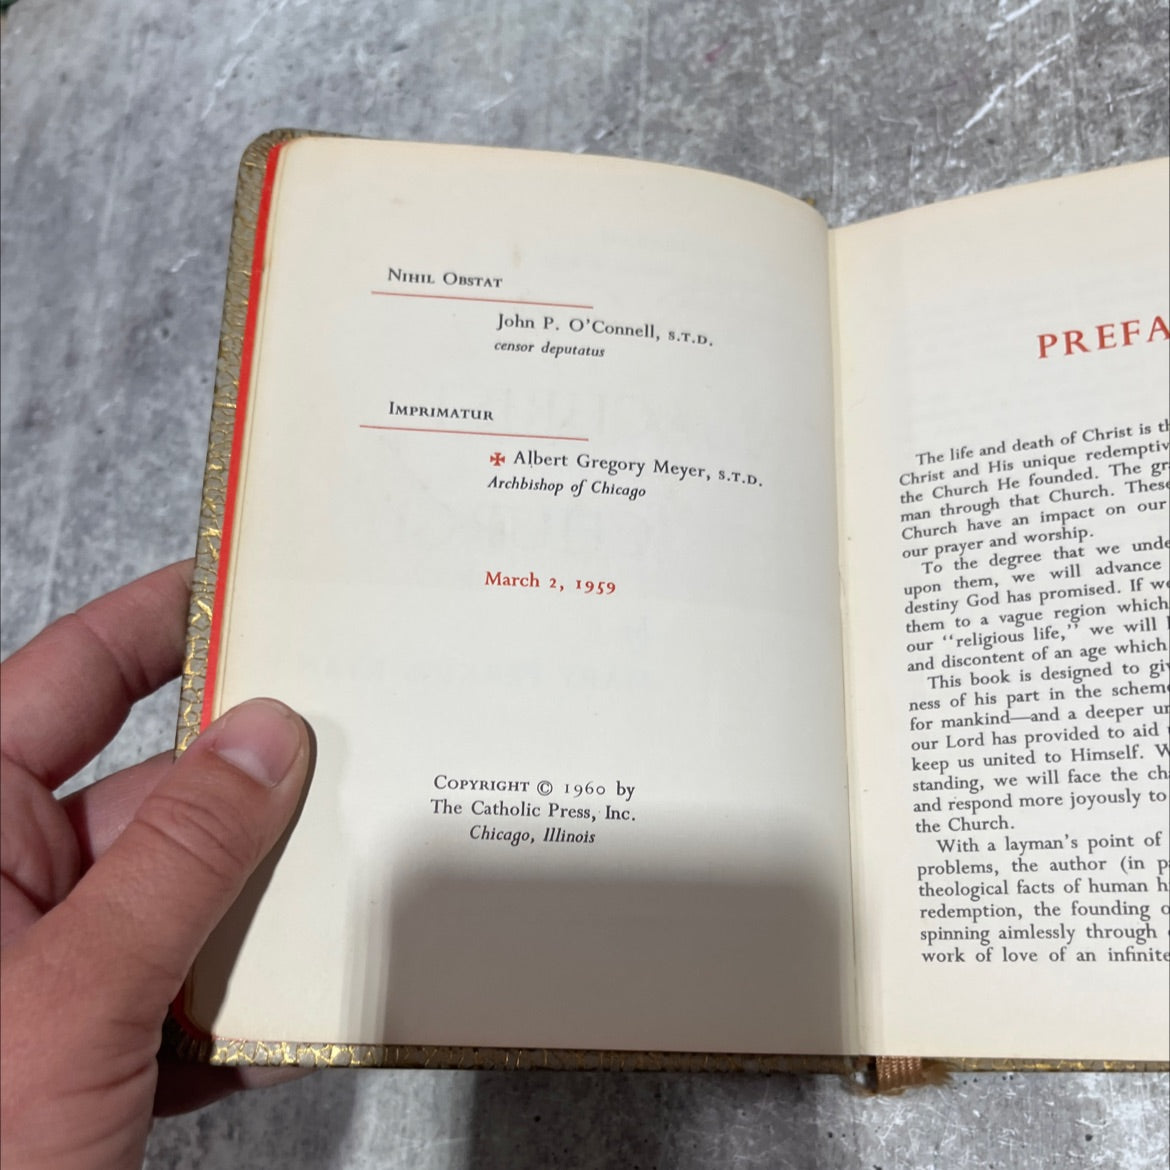 Nihil Obstat
John P. O'Connell, S.T.D.
censor deputatus
Imprimatur
✠ Albert Gregory Meyer, S.T.D.
Archbishop of Chicago
March 2, 1959
Copyright © 1960 by
The Catholic Press, Inc.
Chicago, Illinois
PREFA
The life and death of Christ is th
Christ and His unique redemptiv
the Church He founded. The gr
man through that Church. These
Church have an impact on our
our prayer and worship.
To the degree that we unde
upon them, we will advance
destiny God has promised. If we
them to a vague region which
our "religious life," we will
and discontent of an age which
This book is designed to giv
ness of his part in the scheme
for mankind—and a deeper un
our Lord has provided to aid
keep us united to Himself. W
standing, we will face the cha
and respond more joyously to
the Church.
With a layman's point of
problems, the author (in p
theological facts of human h
redemption, the founding o
spinning aimlessly through
work of love of an infinite